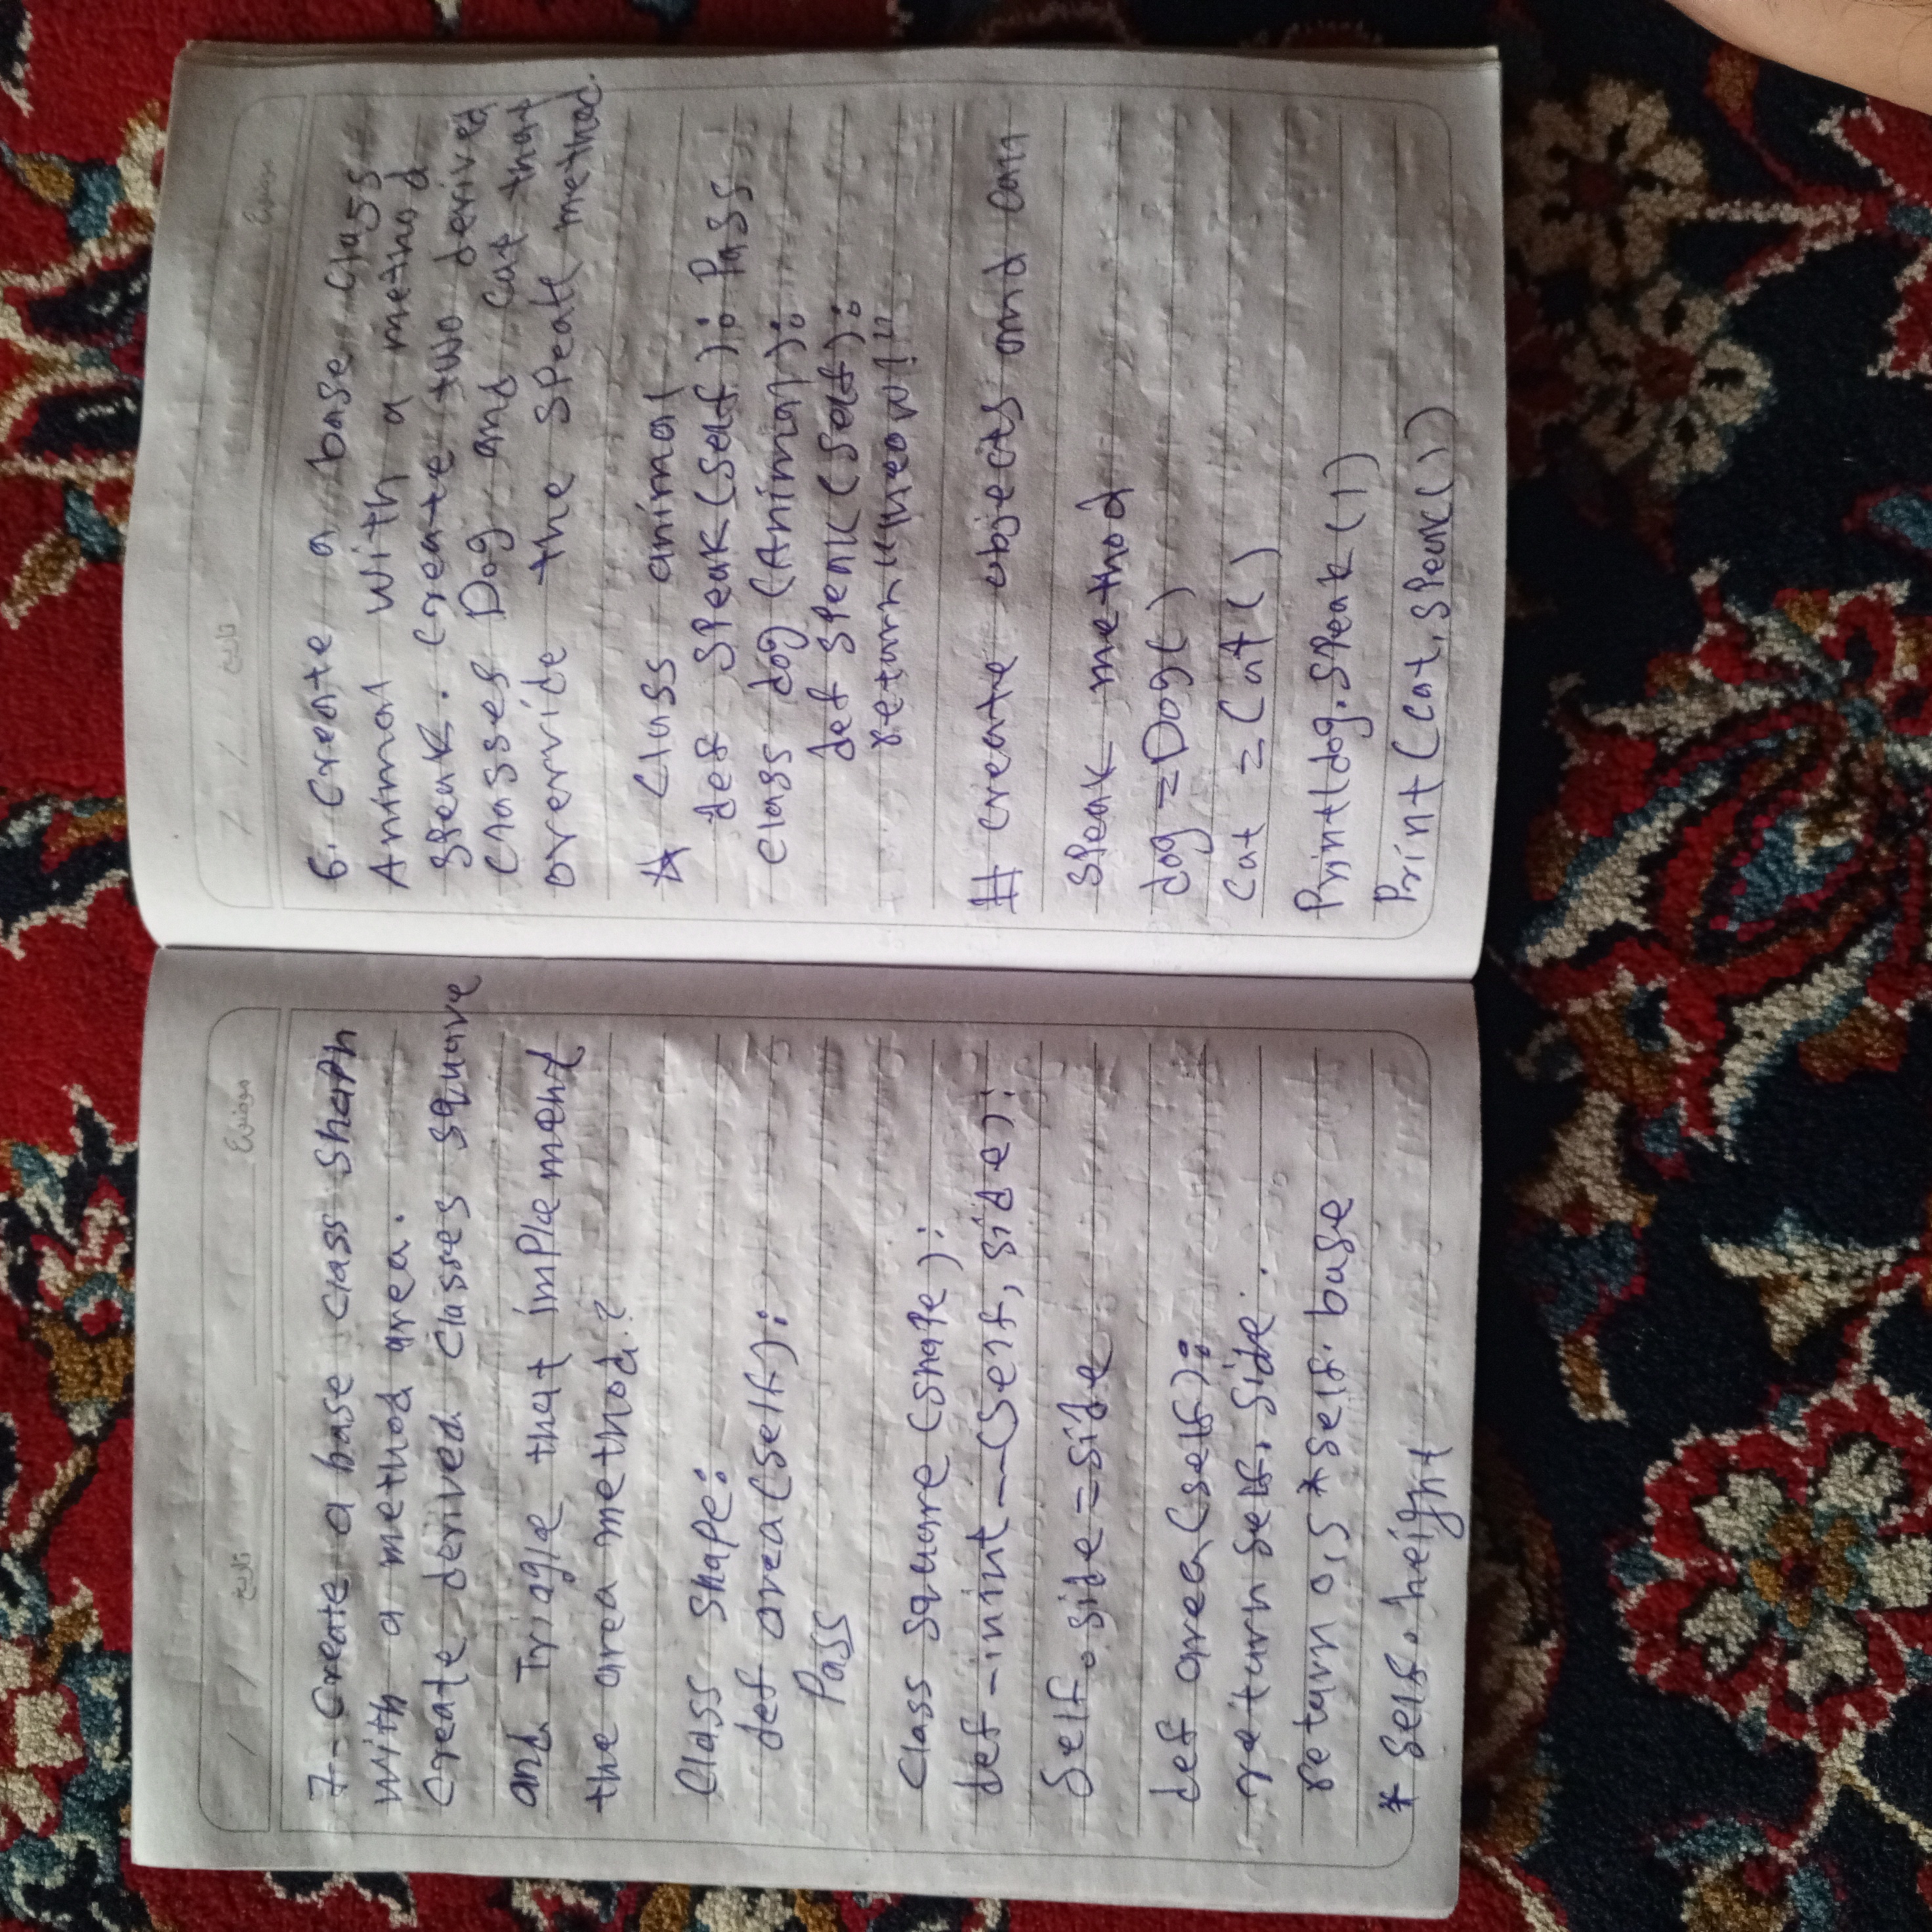 تاریخ / / موضوع
7- Create a base class shaph
with a method area.
Create derived classes square
and Triagle that implement
the area method.?
Class shape:
def area(self):
Pass
Class square (shape):
def -inint--(self, side):
Self.side=side
def area(self):
return self.side.
return 0,5 * self.base
* self.height
تاریخ / / موضوع
6. Create a base class
Animal with a method
speak. Create two derived
Classes Dog and Cat that
override the speak method.
Class animal
def speak(self): Pass
class dog (Animal):
def speak(self):
return "meow!"
# create objects and call
speak method
dog =Dog()
Cat = Cat()
Print(dog.speak())
Print(Cat.speak())